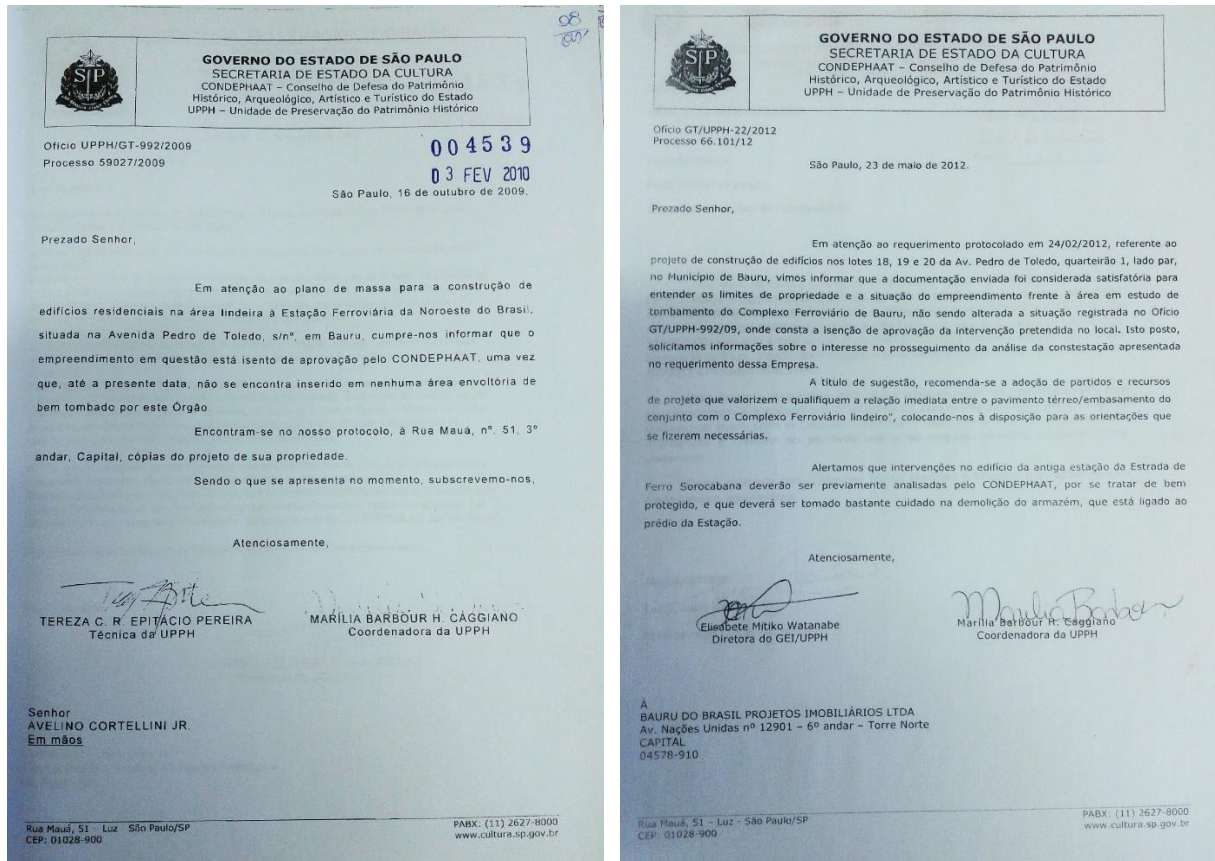 08
SP
GOVERNO DO ESTADO DE SÃO PAULO
SECRETARIA DE ESTADO DA CULTURA
CONDEPHAAT – Conselho de Defesa do Patrimônio
Histórico, Arqueológico, Artístico e Turístico do Estado
UPPH – Unidade de Preservação do Patrimônio Histórico
Ofício UPPH/GT-992/2009
Processo 59027/2009
004539
03 FEV 2010
São Paulo, 16 de outubro de 2009.
Prezado Senhor,
Em atenção ao plano de massa para a construção de
edifícios residenciais na área lindeira à Estação Ferroviária da Noroeste do Brasil,
situada na Avenida Pedro de Toledo, s/nº, em Bauru, cumpre-nos informar que o
empreendimento em questão está isento de aprovação pelo CONDEPHAAT, uma vez
que, até a presente data, não se encontra inserido em nenhuma área envoltória de
bem tombado por este Órgão
Encontram-se no nosso protocolo, à Rua Mauá, nº. 51, 3º
andar, Capital, cópias do projeto de sua propriedade.
Sendo o que se apresenta no momento, subscrevemo-nos,
Atenciosamente,
TEREZA C. R. EPITÁCIO PEREIRA
Técnica da UPPH
MARÍLIA BARBOUR H. CAGGIANO
Coordenadora da UPPH
Senhor
AVELINO CORTELLINI JR.
Em mãos
Rua Mauá, 51 - Luz - São Paulo/SP
CEP: 01028-900
PABX: (11) 2627-8000
www.cultura.sp.gov.br
SP
GOVERNO DO ESTADO DE SÃO PAULO
SECRETARIA DE ESTADO DA CULTURA
CONDEPHAAT – Conselho de Defesa do Patrimônio
Histórico, Arqueológico, Artístico e Turístico do Estado
UPPH – Unidade de Preservação do Patrimônio Histórico
Ofício GT/UPPH-22/2012
Processo 66.101/12
São Paulo, 23 de maio de 2012.
Prezado Senhor,
Em atenção ao requerimento protocolado em 24/02/2012, referente ao
projeto de construção de edifícios nos lotes 18, 19 e 20 da Av. Pedro de Toledo, quarteirão 1, lado par,
no Município de Bauru, vimos informar que a documentação enviada foi considerada satisfatória para
entender os limites de propriedade e a situação do empreendimento frente à área em estudo de
tombamento do Complexo Ferroviário de Bauru, não sendo alterada a situação registrada no Ofício
GT/UPPH-992/09, onde consta a isenção de aprovação da intervenção pretendida no local. Isto posto,
solicitamos informações sobre o interesse no prosseguimento da análise da constestação apresentada
no requerimento dessa Empresa.
A título de sugestão, recomenda-se a adoção de partidos e recursos
de projeto que valorizem e qualifiquem a relação imediata entre o pavimento térreo/embasamento do
conjunto com o Complexo Ferroviário lindeiro", colocando-nos à disposição para as orientações que
se fizerem necessárias.
Alertamos que intervenções no edifício da antiga estação da Estrada de
Ferro Sorocabana deverão ser previamente analisadas pelo CONDEPHAAT, por se tratar de bem
protegido, e que deverá ser tomado bastante cuidado na demolição do armazém, que está ligado ao
prédio da Estação.
Atenciosamente,
Elisabete Mitiko Watanabe
Diretora do GEI/UPPH
Marília Barbour H. Caggiano
Coordenadora da UPPH
À
BAURU DO BRASIL PROJETOS IMOBILIÁRIOS LTDA
Av. Nações Unidas nº 12901 – 6º andar – Torre Norte
CAPITAL
04578-910
Rua Mauá, 51 - Luz - São Paulo/SP
CEP: 01028-900
PABX: (11) 2627-8000
www.cultura.sp.gov.br